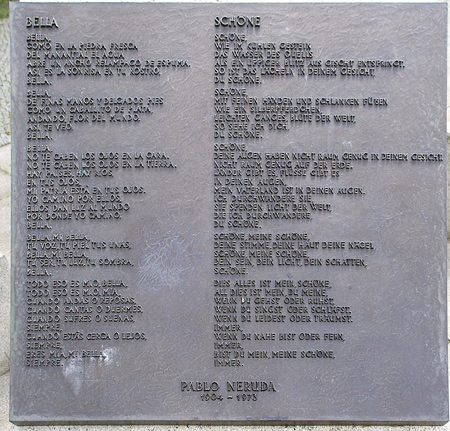 BELLA
BELLA,
COMO EN LA PIEDRA FRESCA
DEL MANANTIAL, EL AGUA
ABRE UN ANCHO RELÁMPAGO DE ESPUMA,
ASÍ ES LA SONRISA EN TU ROSTRO,
BELLA.
BELLA,
DE FINAS MANOS Y DELGADOS PIES
COMO UN CABALLITO DE PLATA,
ANDANDO, FLOR DEL MUNDO,
ASÍ TE VEO,
BELLA.
BELLA,
NO TE CABEN LOS OJOS EN LA CARA,
NO TE CABEN LOS OJOS EN LA TIERRA.
HAY PAÍSES, HAY RÍOS
EN TUS OJOS,
MI PATRIA ESTÁ EN TUS OJOS,
YO CAMINO POR ELLOS,
ELLOS DAN LUZ AL MUNDO
POR DONDE YO CAMINO,
BELLA.
BELLA, MI BELLA,
TU VOZ, TU PIEL, TUS UÑAS,
BELLA, MI BELLA,
TU SER, TU LUZ, TU SOMBRA,
BELLA,
TODO ESO ES MÍO, BELLA,
TODO ESO ES MÍO, MÍA,
CUANDO ANDAS O REPOSAS,
CUANDO CANTAS O DUERMES,
CUANDO SUFRES O SUEÑAS,
SIEMPRE,
CUANDO ESTÁS CERCA O LEJOS,
SIEMPRE,
ERES MÍA, MI BELLA,
SIEMPRE.
SCHÖNE
SCHÖNE,
WIE IM KÜHLEN GESTEIN
DAS WASSER DES QUELLS
ALS EIN ÜPPIGER BLITZ AUS GISCHT ENTSPRINGT,
SO IST DAS LÄCHELN IN DEINEM GESICHT,
DU SCHÖNE.
SCHÖNE,
MIT FEINEN HÄNDEN UND SCHLANKEN FÜßEN
WIE EIN SILBERPFERDCHEN,
LEICHTEN GANGES, BLÜTE DER WELT,
SO SEHE ICH DICH,
DU SCHÖNE.
SCHÖNE,
DEINE AUGEN HABEN NICHT RAUM GENUG IN DEINEM GESICHT,
NICHT RAUM GENUG AUF DER ERDE.
LÄNDER GIBT ES, FLÜSSE GIBT ES
IN DEINEN AUGEN,
MEIN VATERLAND IST IN DEINEN AUGEN,
ICH DURCHWANDERE SIE,
SIE SPENDEN LICHT DER WELT,
DIE ICH DURCHWANDERE,
DU SCHÖNE.
SCHÖNE, MEINE SCHÖNE,
DEINE STIMME, DEINE HAUT, DEINE NÄGEL,
SCHÖNE, MEINE SCHÖNE,
DEIN SEIN, DEIN LICHT, DEIN SCHATTEN,
SCHÖNE,
DIES ALLES IST MEIN, SCHÖNE,
ALL DIES IST MEIN, DU MEINE,
WENN DU GEHST ODER RUHST,
WENN DU SINGST ODER SCHLÄFST,
WENN DU LEIDEST ODER TRÄUMST,
IMMER,
WENN DU NAHE BIST ODER FERN,
IMMER,
BIST DU MEIN, MEINE SCHÖNE,
IMMER.
PABLO NERUDA
1904 - 1973